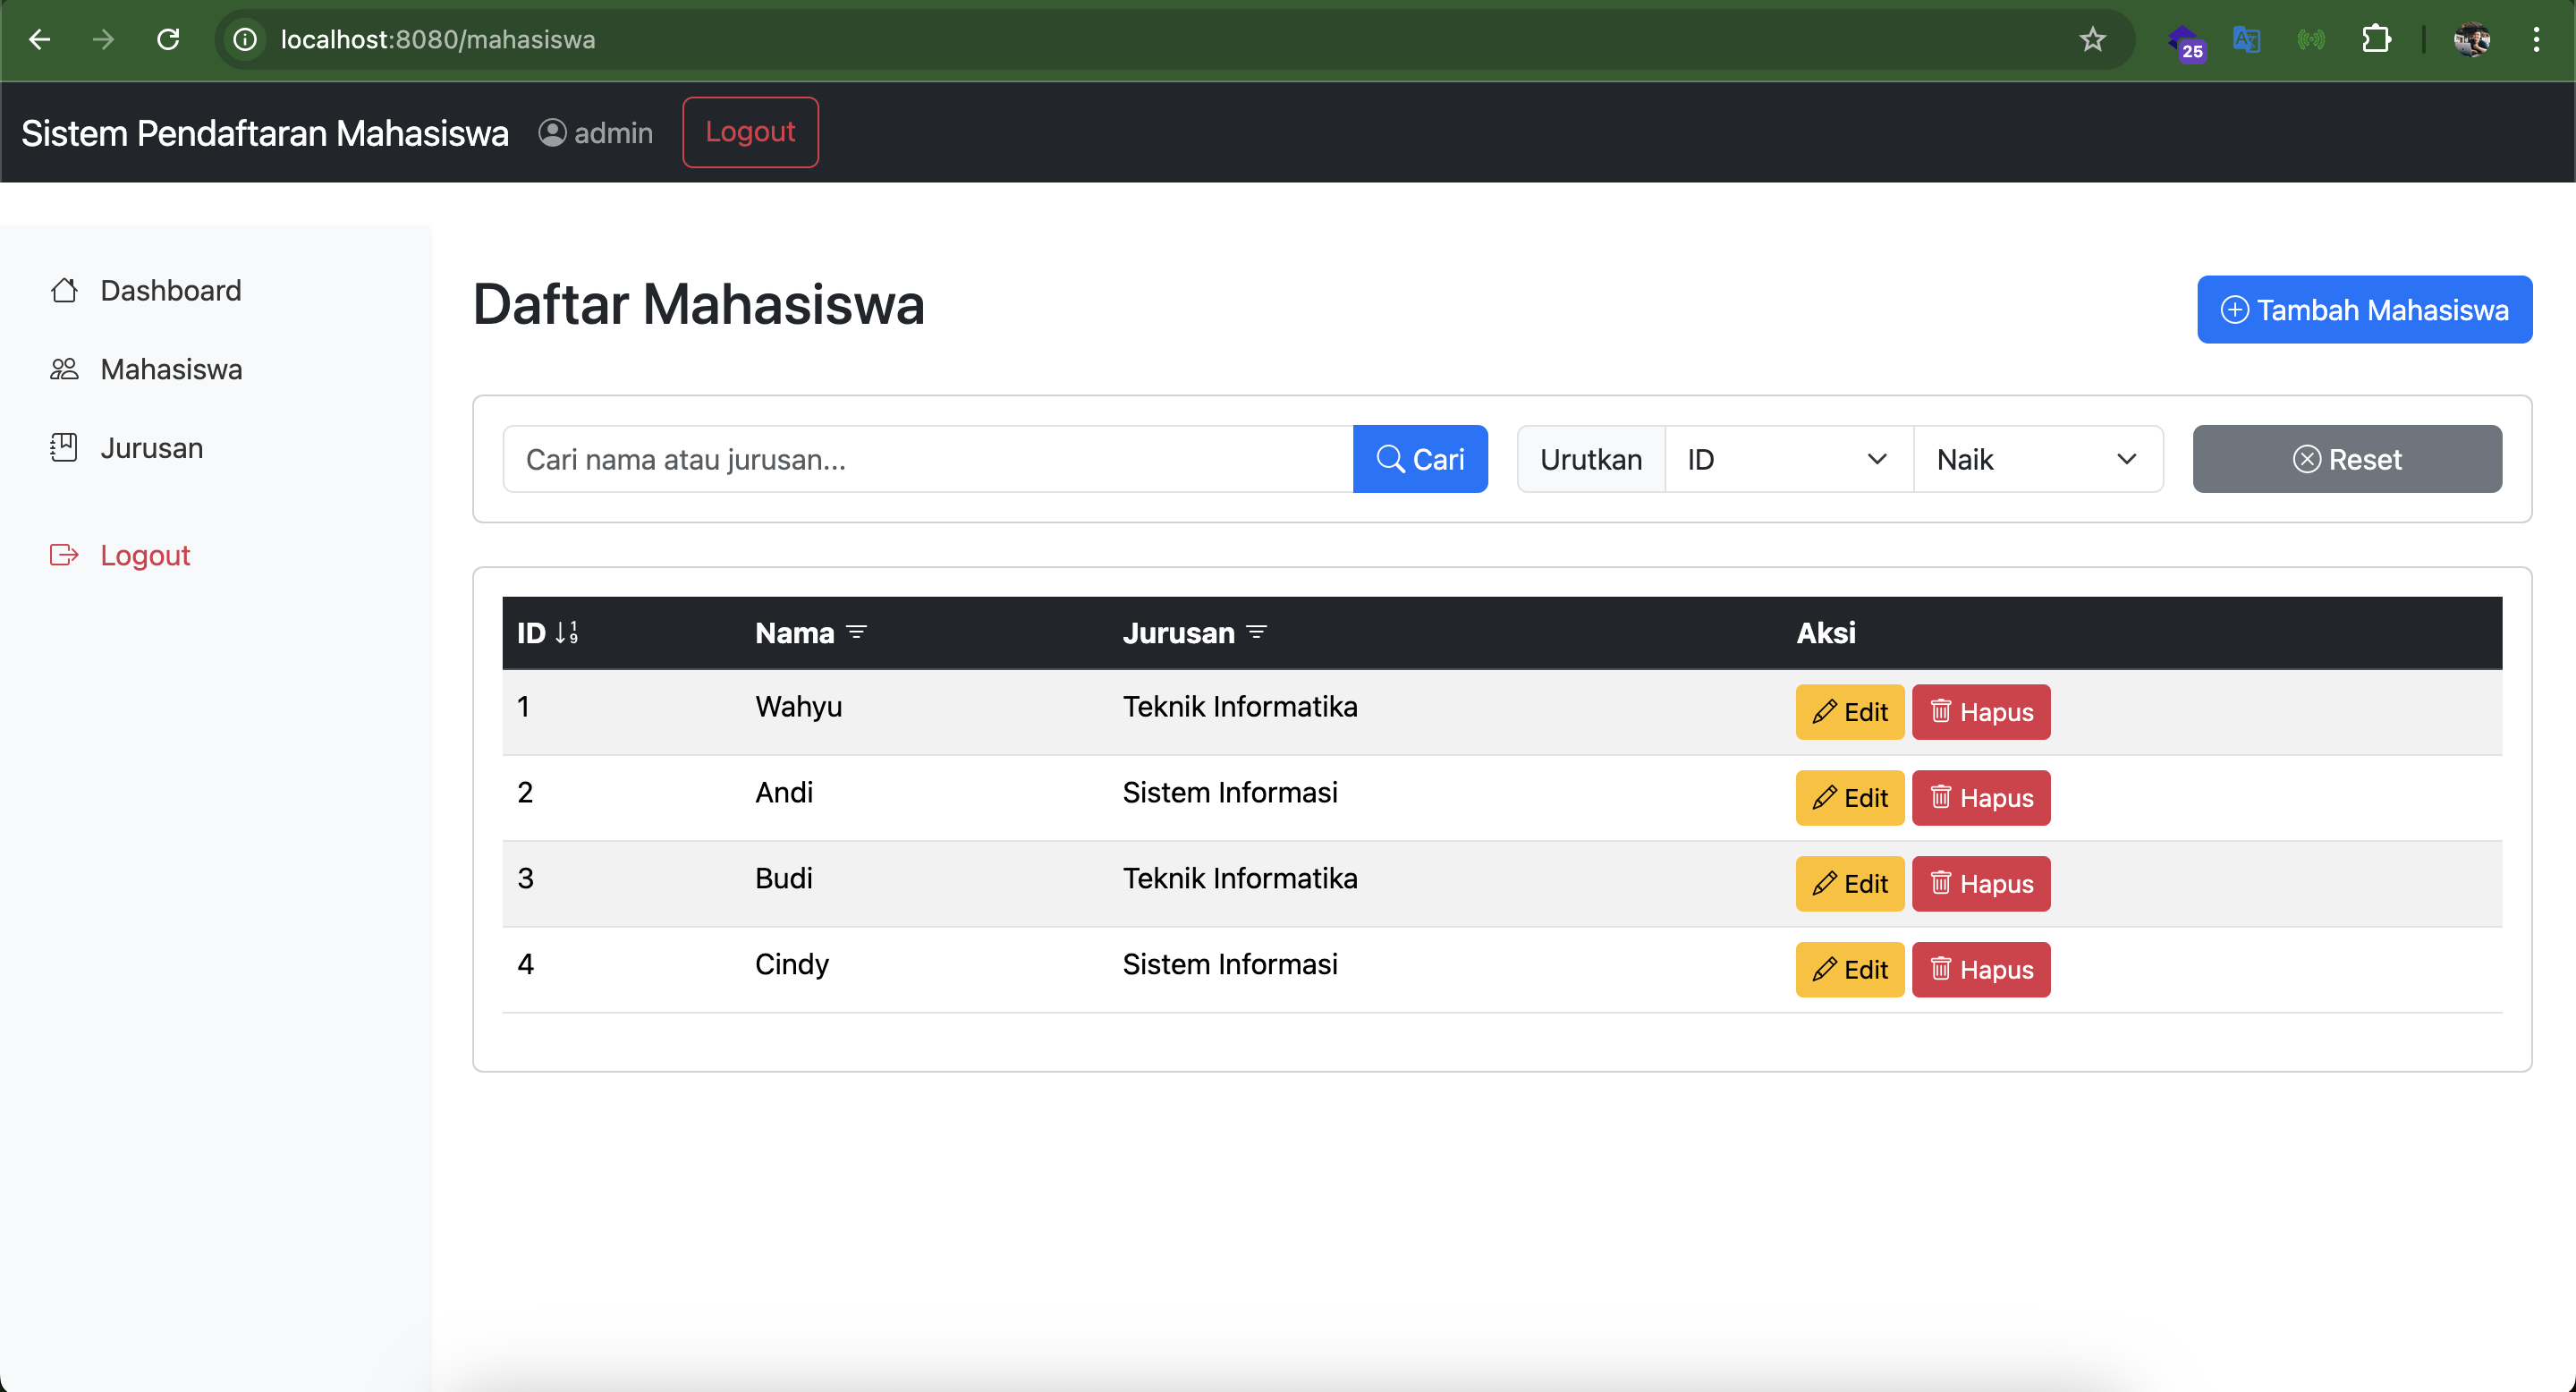 localhost:8080/mahasiswa
25
Sistem Pendaftaran Mahasiswa admin Logout
Dashboard
Mahasiswa
Jurusan
Logout
Daftar Mahasiswa
Tambah Mahasiswa
Cari nama atau jurusan... Cari Urutkan ID Naik Reset
ID Nama Jurusan Aksi
1 Wahyu Teknik Informatika Edit Hapus
2 Andi Sistem Informasi Edit Hapus
3 Budi Teknik Informatika Edit Hapus
4 Cindy Sistem Informasi Edit Hapus